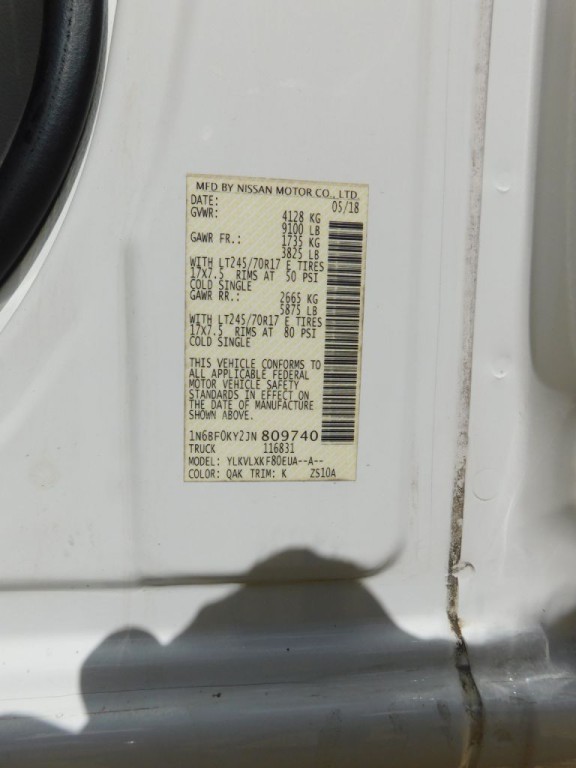 MFD BY NISSAN MOTOR CO., LTD.
DATE: 05/18
GVWR: 4128 KG
9100 LB
GAWR FR.: 1735 KG
3825 LB
WITH LT245/70R17 E TIRES
17X7.5 RIMS AT 50 PSI
COLD SINGLE
GAWR RR.: 2665 KG
5875 LB
WITH LT245/70R17 E TIRES
17X7.5 RIMS AT 80 PSI
COLD SINGLE
THIS VEHICLE CONFORMS TO
ALL APPLICABLE FEDERAL
MOTOR VEHICLE SAFETY
STANDARDS IN EFFECT ON
THE DATE OF MANUFACTURE
SHOWN ABOVE.
1N6BF0KY2JN809740
TRUCK 116831
MODEL: YLKVLXKF80EUA--A--
COLOR: QAK TRIM: K ZS10A